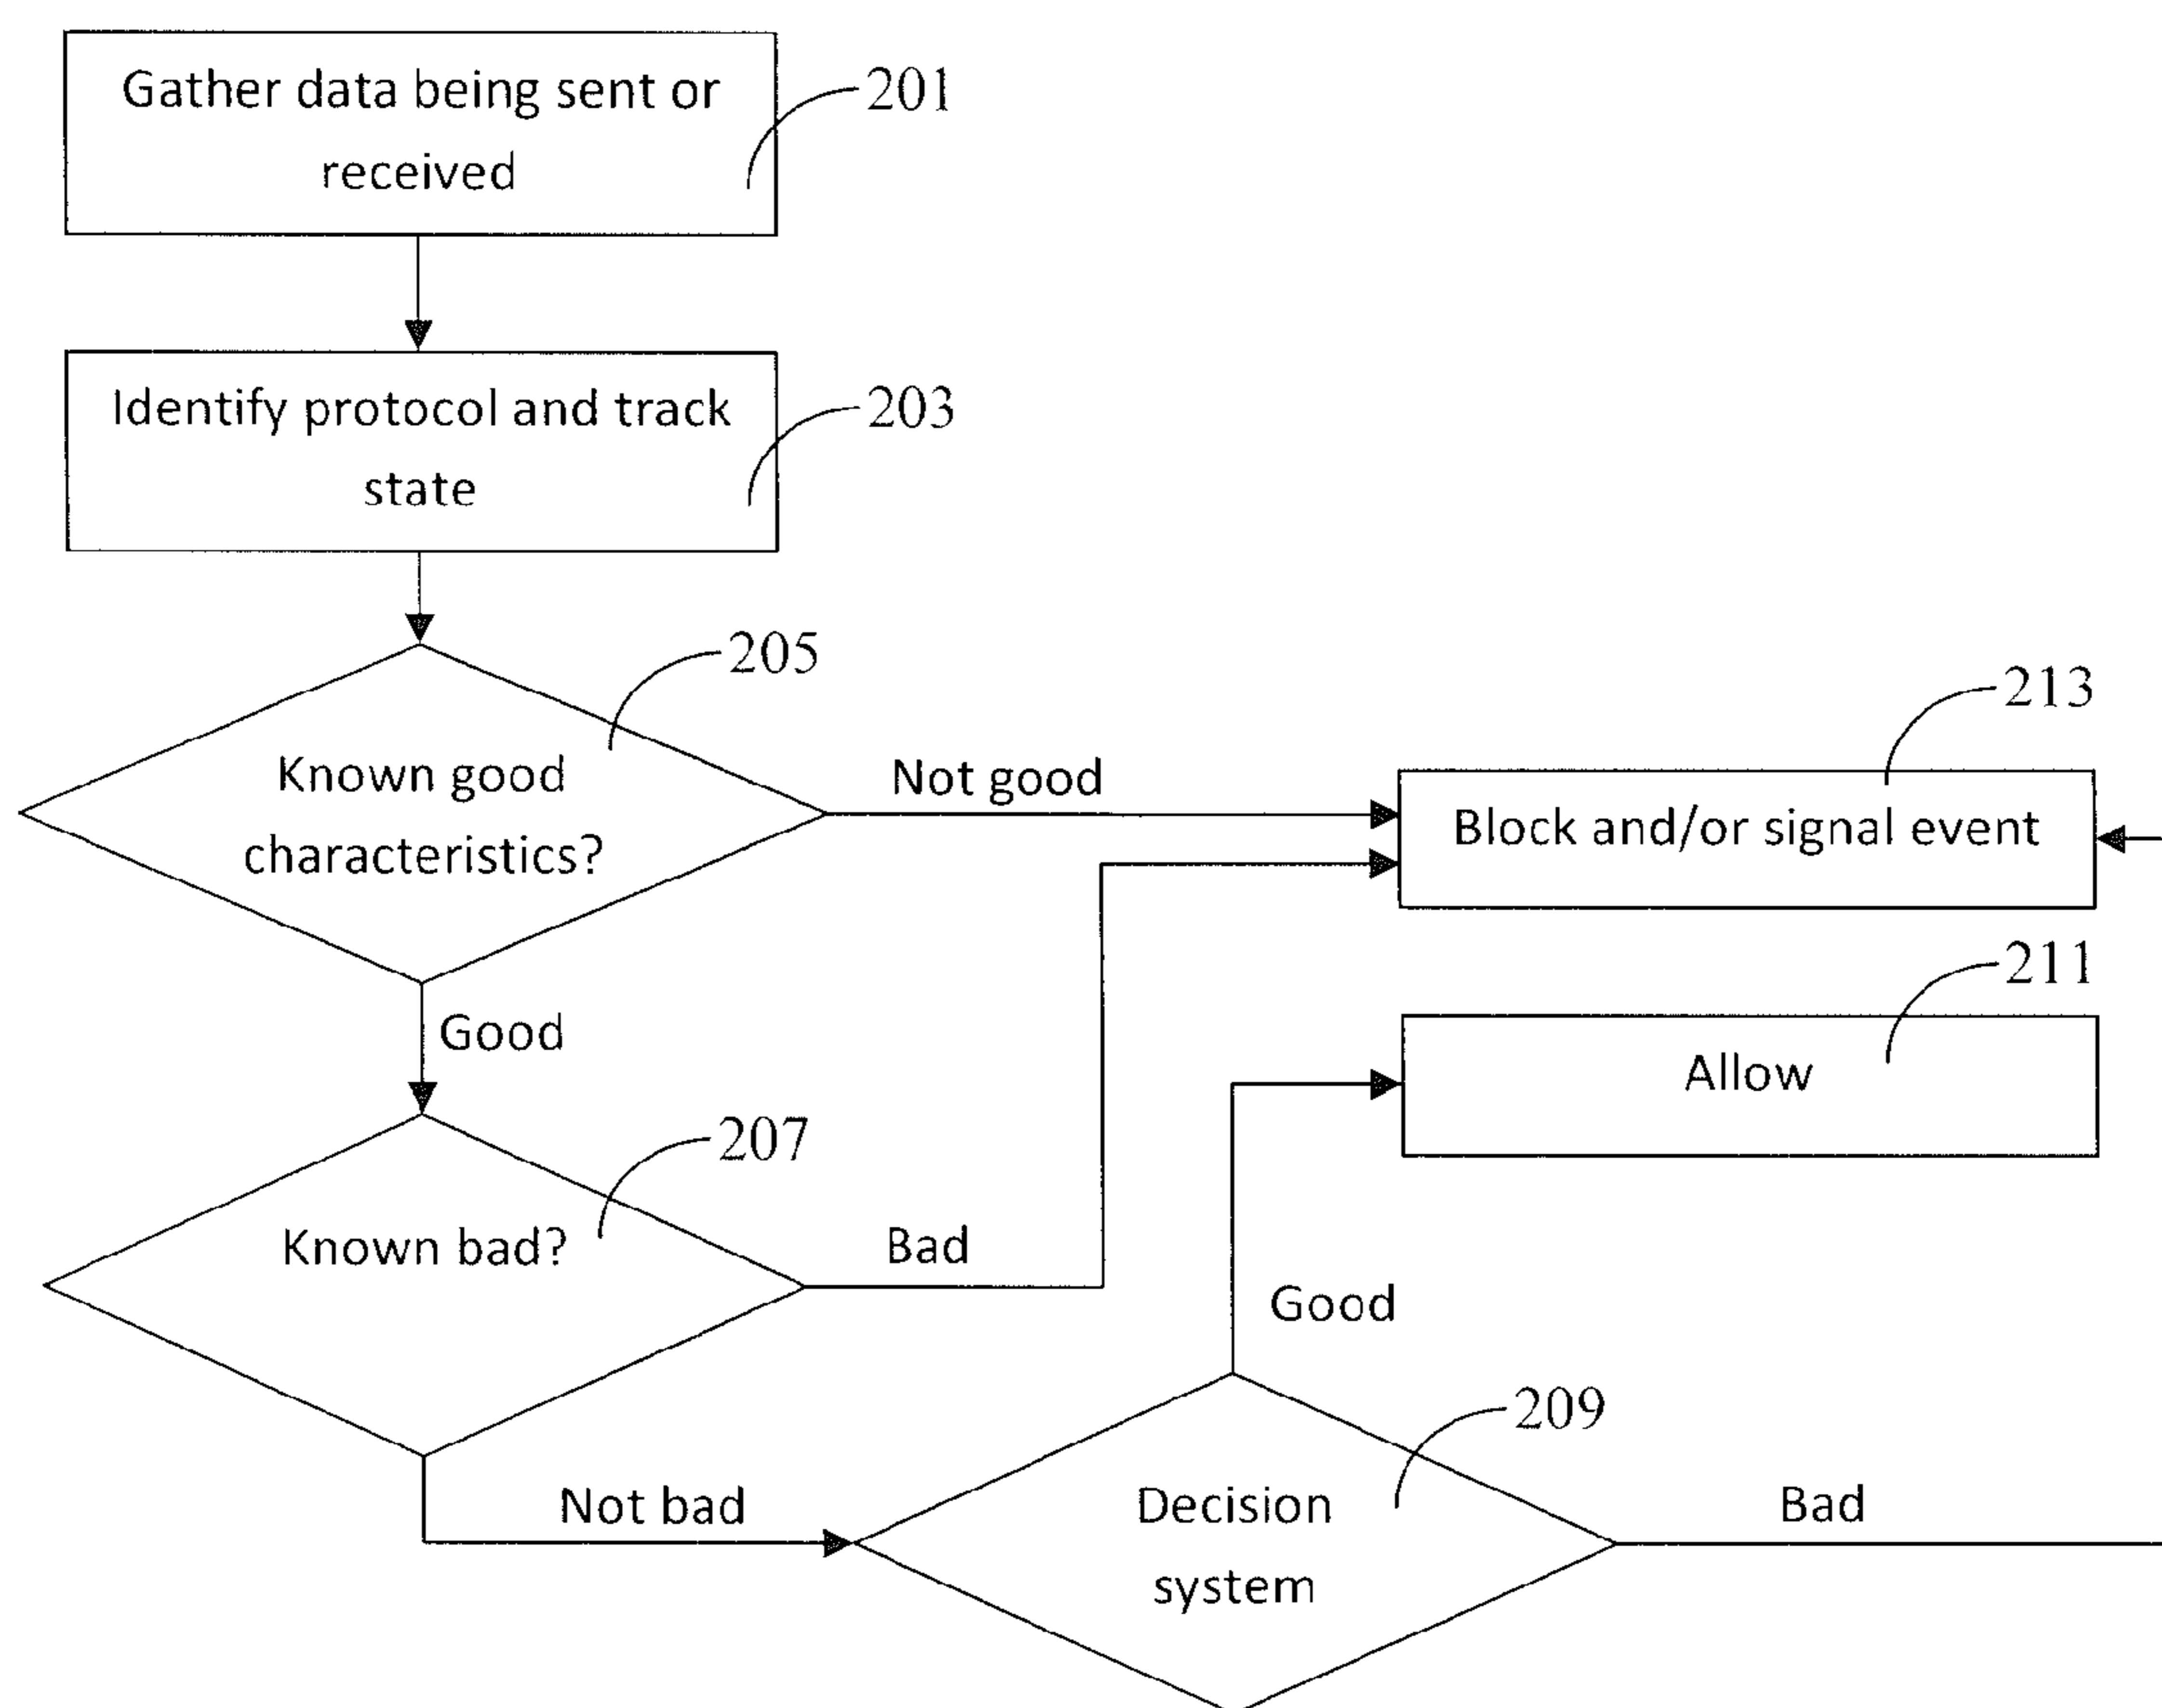 Gather data being sent or
received
201
Identify protocol and track
state
203
205
Known good
characteristics?
Not good
213
Block and/or signal event
Good
211
Allow
207
Known bad?
Bad
Good
209
Not bad
Decision
system
Bad